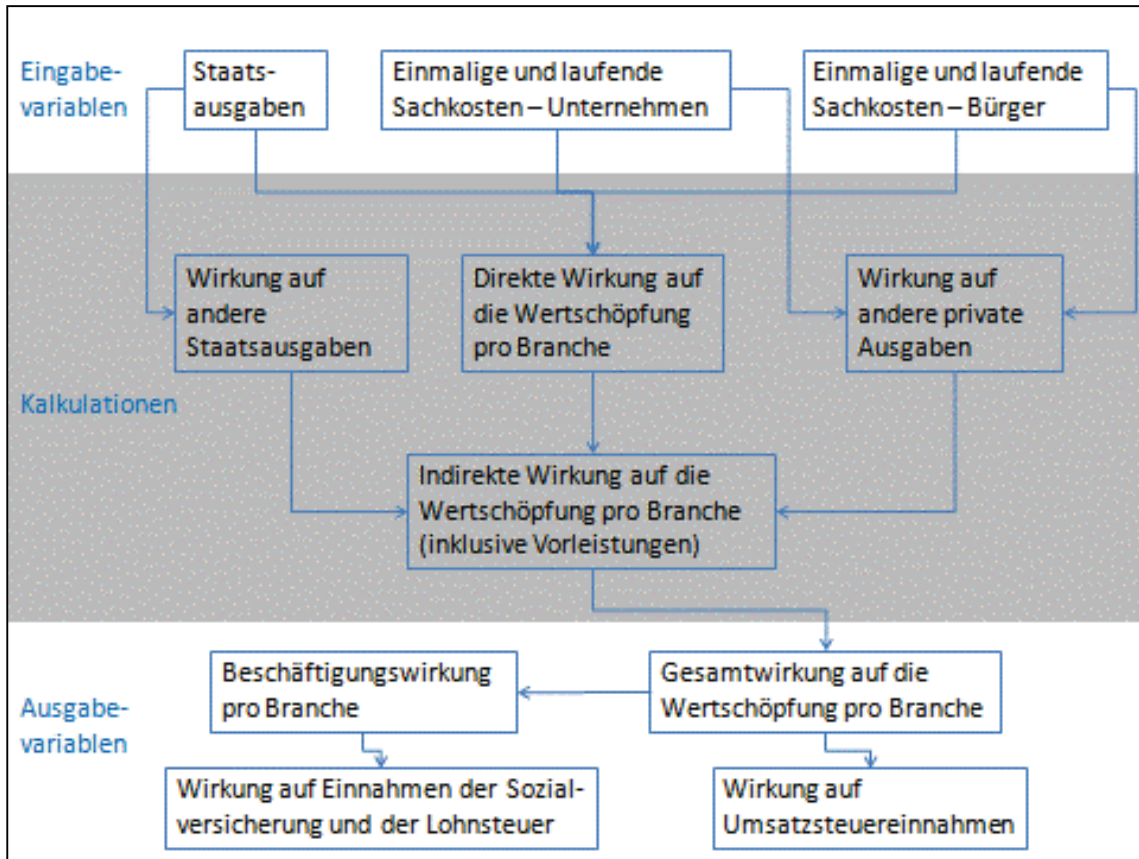 Eingabe-
variablen
Staats-
ausgaben
Einmalige und laufende
Sachkosten – Unternehmen
Einmalige und laufende
Sachkosten – Bürger
Kalkulationen
Wirkung auf
andere
Staatsausgaben
Direkte Wirkung auf
die Wertschöpfung
pro Branche
Wirkung auf
andere private
Ausgaben
Indirekte Wirkung auf die
Wertschöpfung pro Branche
(inklusive Vorleistungen)
Ausgabe-
variablen
Beschäftigungswirkung
pro Branche
Gesamtwirkung auf die
Wertschöpfung pro Branche
Wirkung auf Einnahmen der Sozial-
versicherung und der Lohnsteuer
Wirkung auf
Umsatzsteuereinnahmen